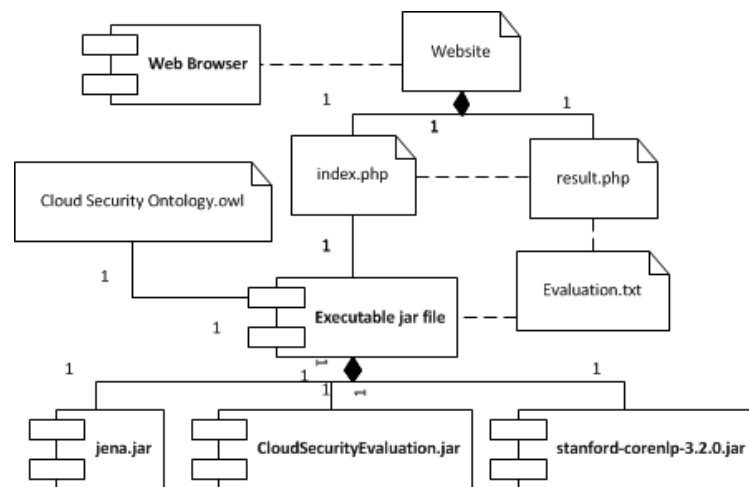 Web Browser
Website
1
1
1
index.php
result.php
Cloud Security Ontology.owl
1
1
Evaluation.txt
1
Executable jar file
1
1
1
1
1
1
jena.jar
CloudSecurityEvaluation.jar
stanford-corenlp-3.2.0.jar